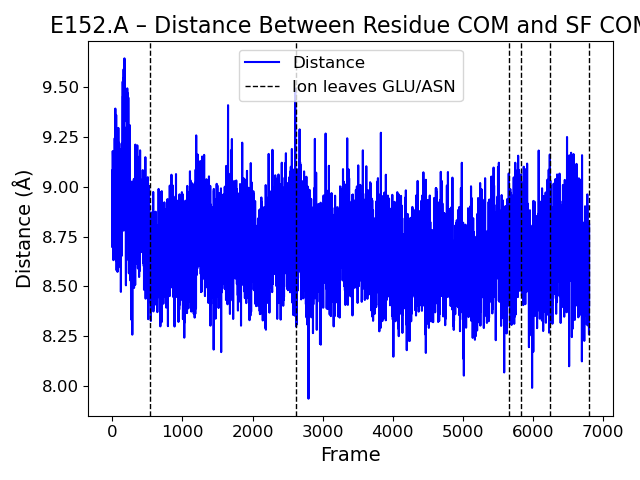 E152.A – Distance Between Residue COM and SF COM
Distance
Ion leaves GLU/ASN
Distance (Å)
9.50
9.25
9.00
8.75
8.50
8.25
8.00
0 1000 2000 3000 4000 5000 6000 7000
Frame